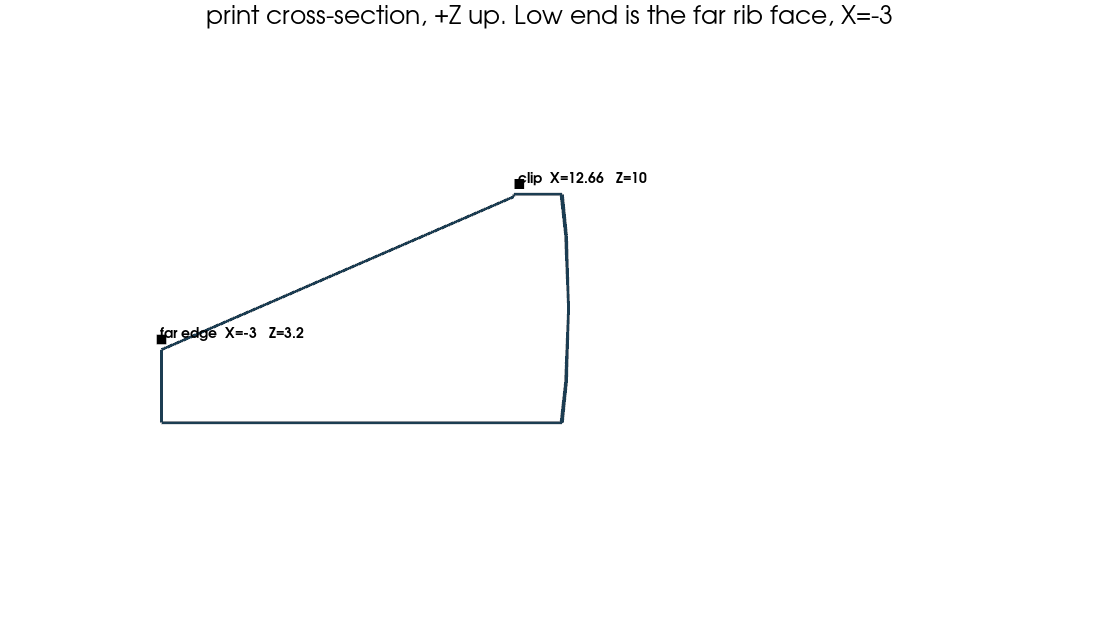 print cross-section, +Z up. Low end is the far rib face, X=-3
clip X=12.66 Z=10
far edge X=-3 Z=3.2